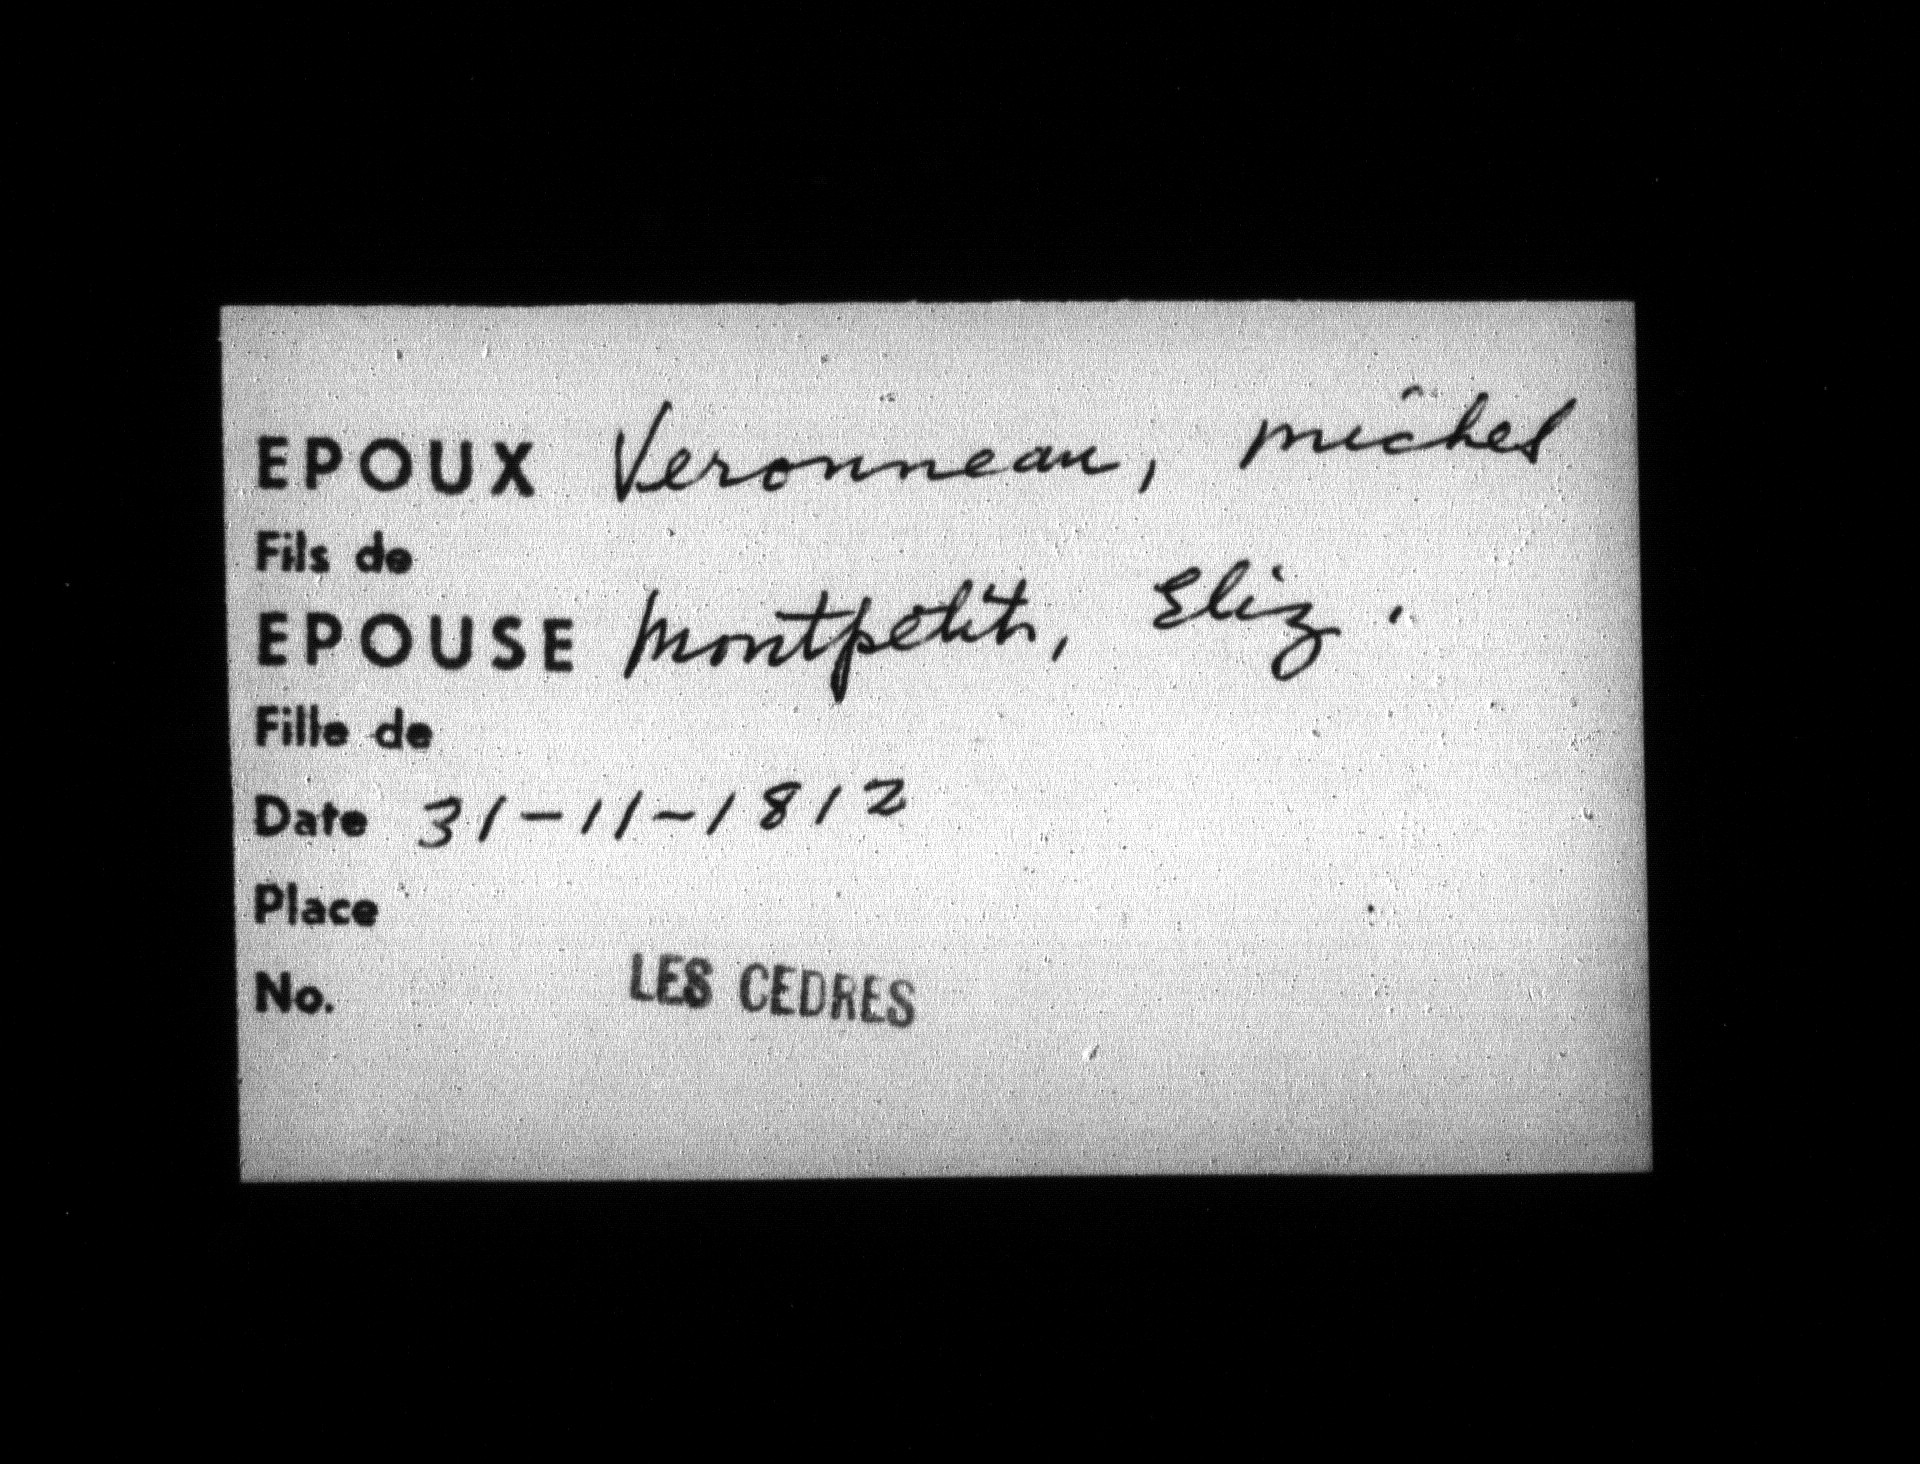 EPOUX Veronneau, Michel
Fils de
EPOUSE Montpetit, Eliz.
Fille de
Date 31-11-1812
Place
No. LES CEDRES